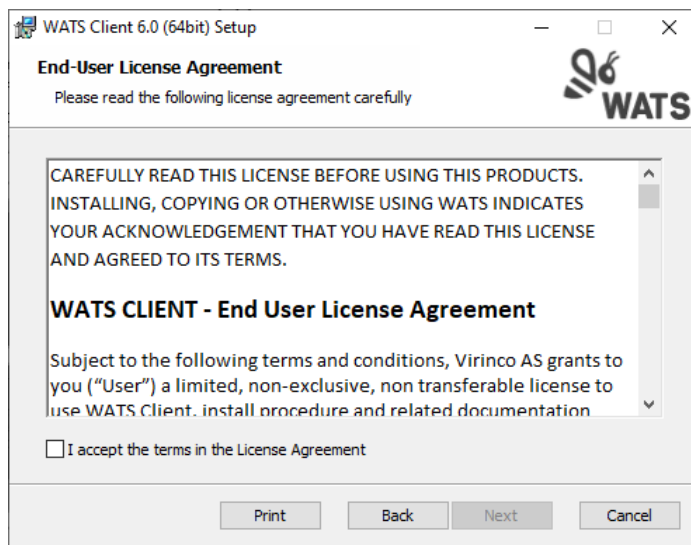 WATS Client 6.0 (64bit) Setup
End-User License Agreement
Please read the following license agreement carefully
WATS
CAREFULLY READ THIS LICENSE BEFORE USING THIS PRODUCTS.
INSTALLING, COPYING OR OTHERWISE USING WATS INDICATES
YOUR ACKNOWLEDGEMENT THAT YOU HAVE READ THIS LICENSE
AND AGREED TO ITS TERMS.
WATS CLIENT - End User License Agreement
Subject to the following terms and conditions, Virinco AS grants to
you (“User”) a limited, non-exclusive, non transferable license to
use WATS Client, install procedure and related documentation
I accept the terms in the License Agreement
Print Back Next Cancel